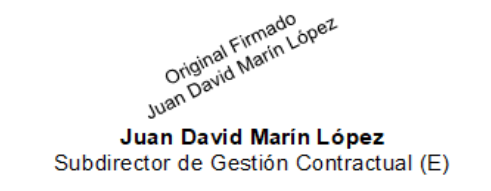 Original Firmado
Juan David Marín López
Juan David Marín López
Subdirector de Gestión Contractual (E)